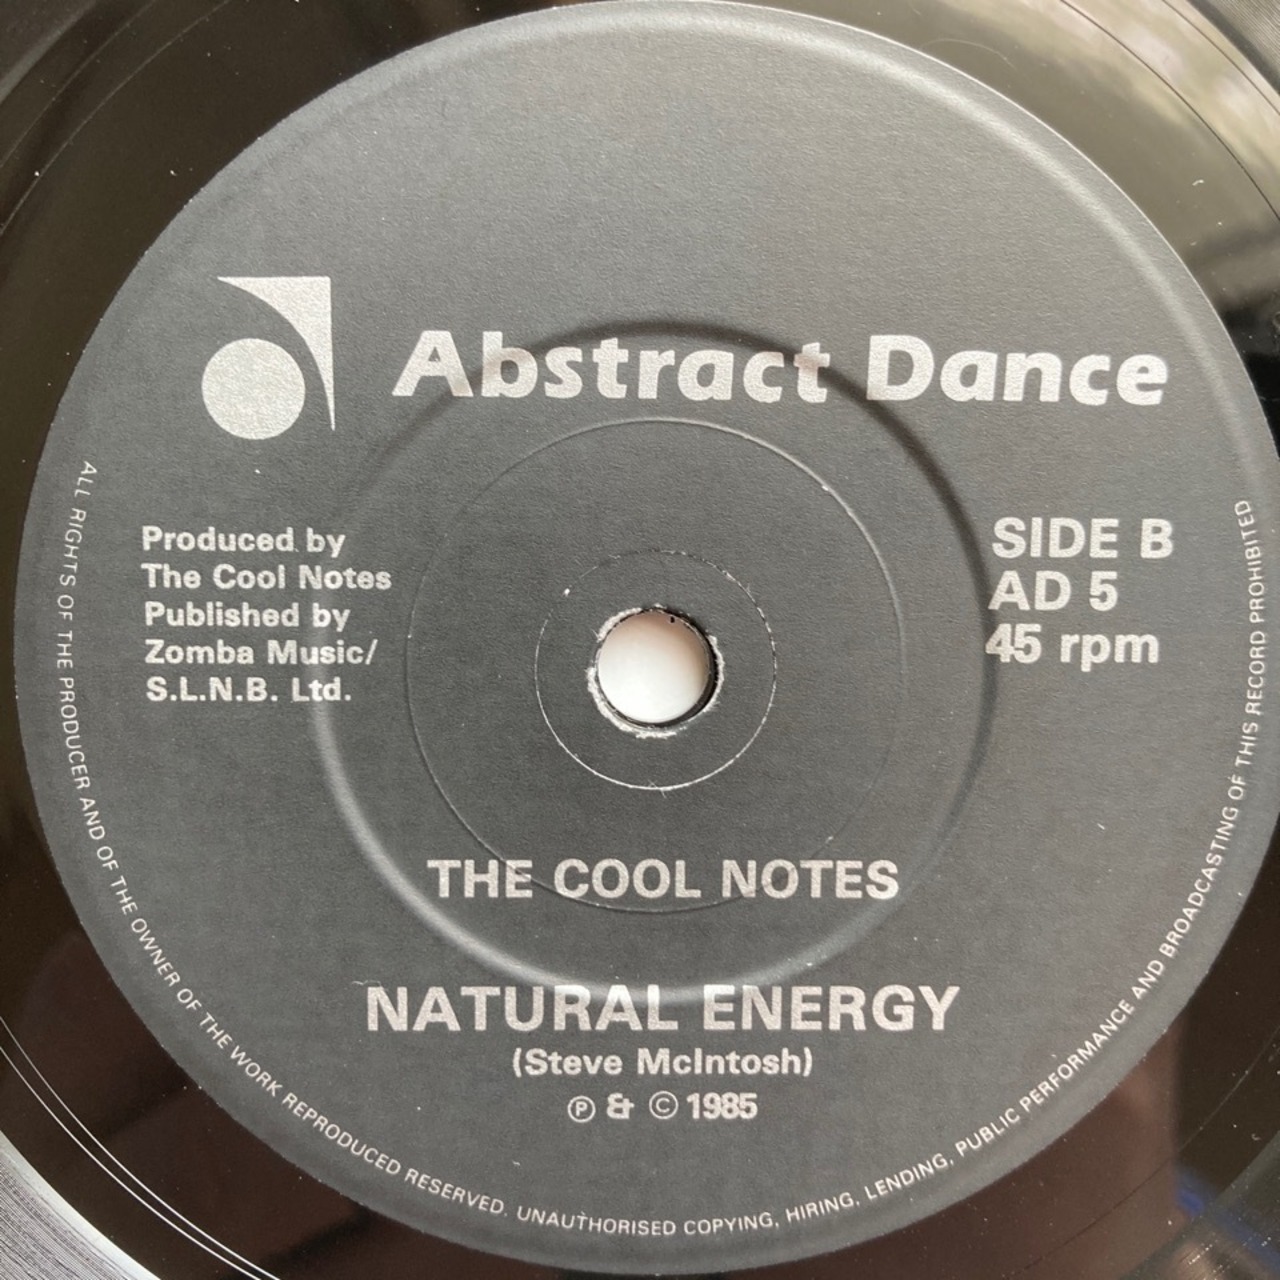 Abstract Dance
Produced by
The Cool Notes
Published by
Zomba Music/
S.L.N.B. Ltd.
SIDE B
AD 5
45 rpm
THE COOL NOTES
NATURAL ENERGY
(Steve McIntosh)
℗ & © 1985
ALL RIGHTS OF THE PRODUCER AND OF THE OWNER OF THE WORK REPRODUCED RESERVED. UNAUTHORISED COPYING, HIRING, LENDING, PUBLIC PERFORMANCE AND BROADCASTING OF THIS RECORD PROHIBITED